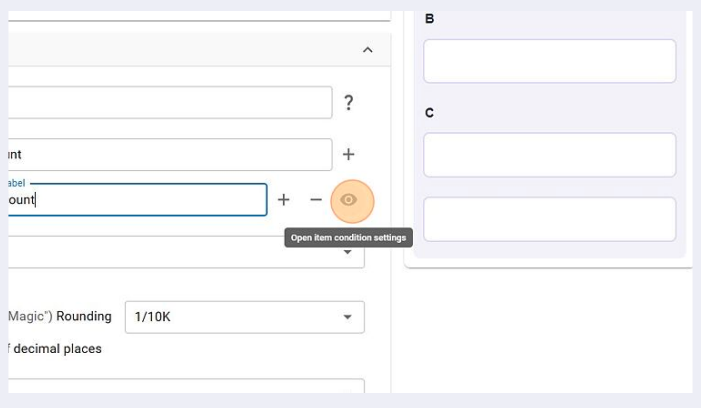 B
?
C
unt
+
abel
ount
+ −
Open item condition settings
Magic") Rounding
1/10K
f decimal places